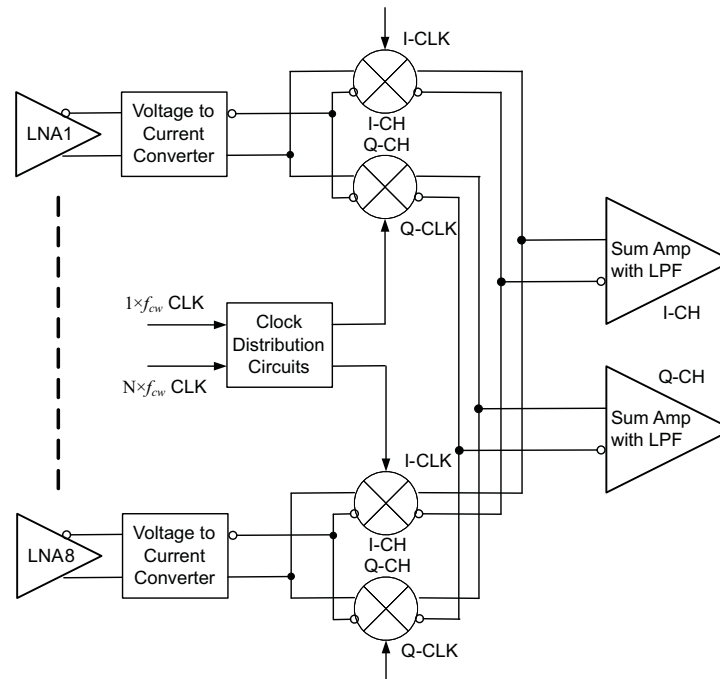 I-CLK
LNA1
Voltage to
Current
Converter
I-CH
Q-CH
Q-CLK
Sum Amp
with LPF
I-CH
1×fcw CLK
N×fcw CLK
Clock
Distribution
Circuits
Q-CH
Sum Amp
with LPF
I-CLK
LNA8
Voltage to
Current
Converter
I-CH
Q-CH
Q-CLK